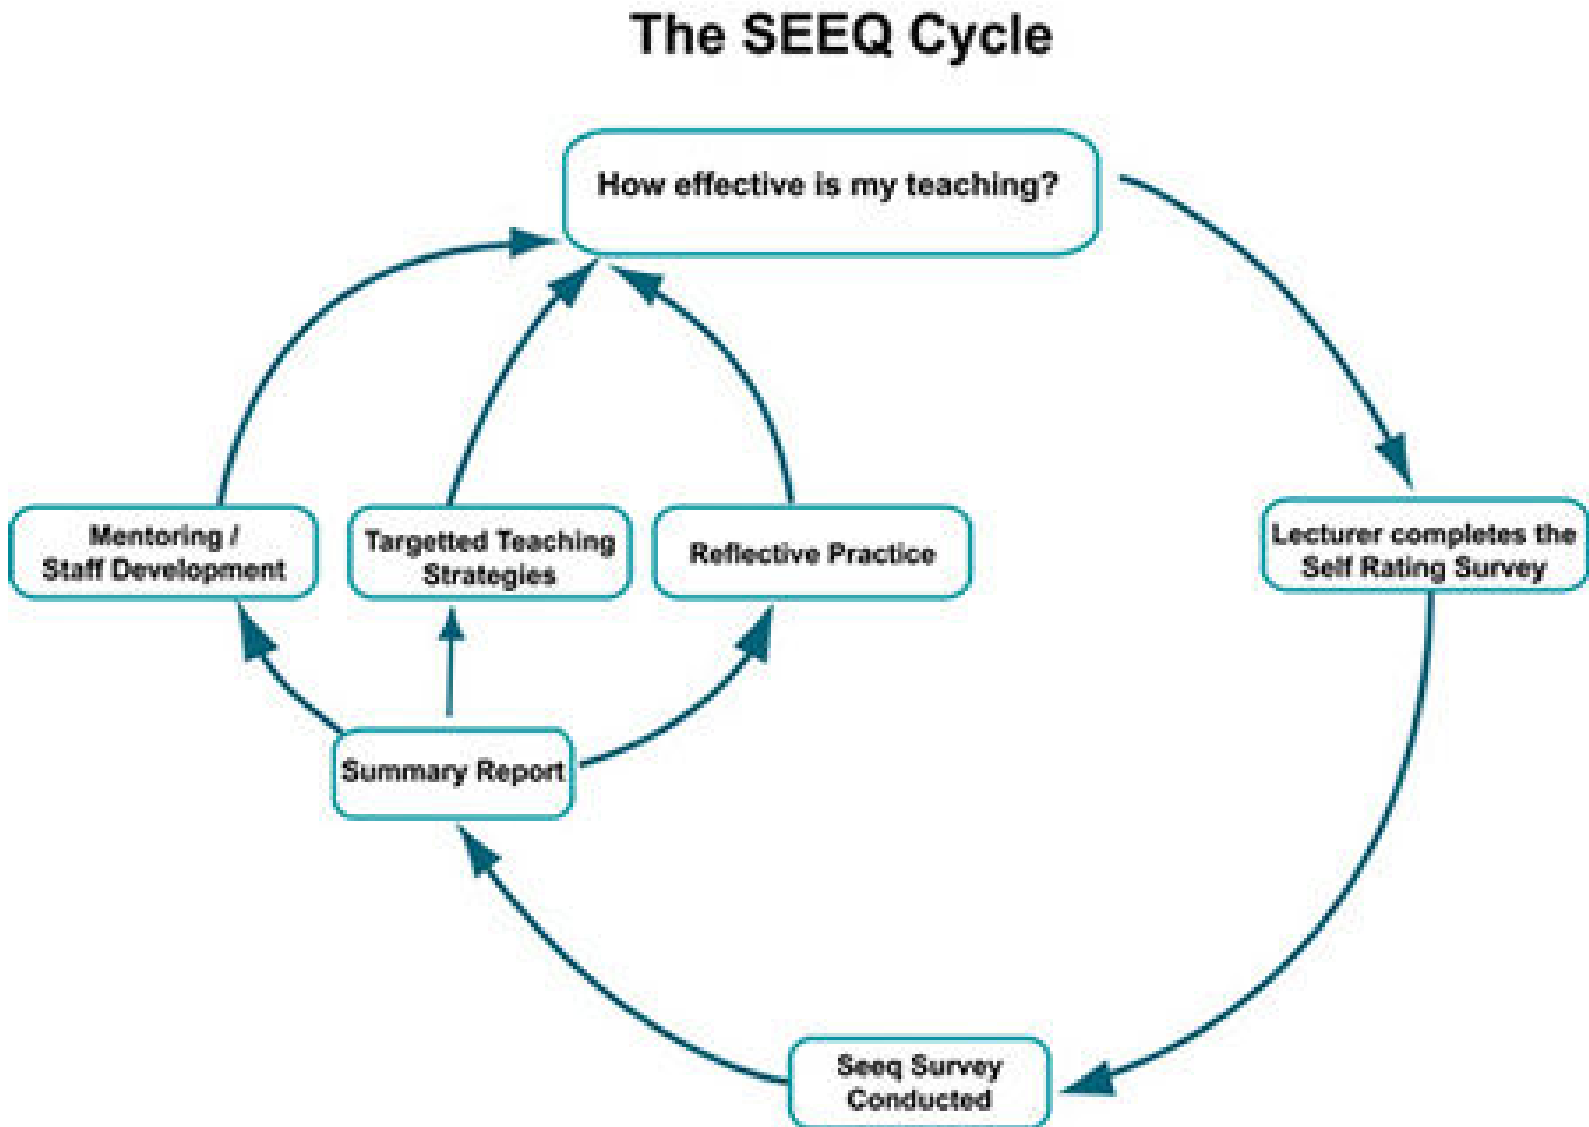 The SEEQ Cycle
How effective is my teaching?
Mentoring /
Staff Development
Targetted Teaching
Strategies
Reflective Practice
Lecturer completes the
Self Rating Survey
Summary Report
Seeq Survey
Conducted